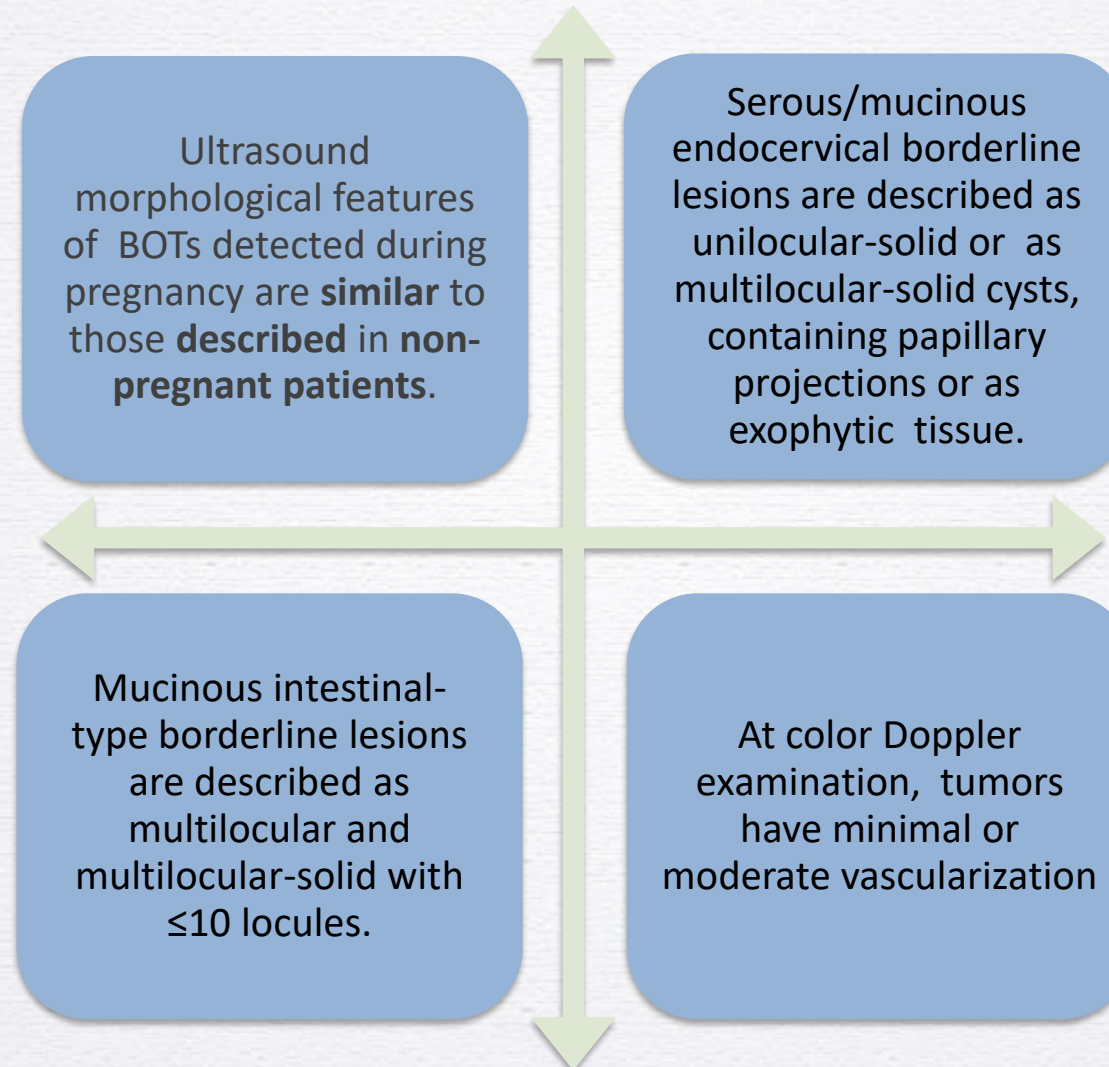 Ultrasound
morphological features
of BOTs detected during
pregnancy are similar to
those described in non-
pregnant patients.
Serous/mucinous
endocervical borderline
lesions are described as
unilocular-solid or as
multilocular-solid cysts,
containing papillary
projections or as
exophytic tissue.
Mucinous intestinal-
type borderline lesions
are described as
multilocular and
multilocular-solid with
≤10 locules.
At color Doppler
examination, tumors
have minimal or
moderate vascularization